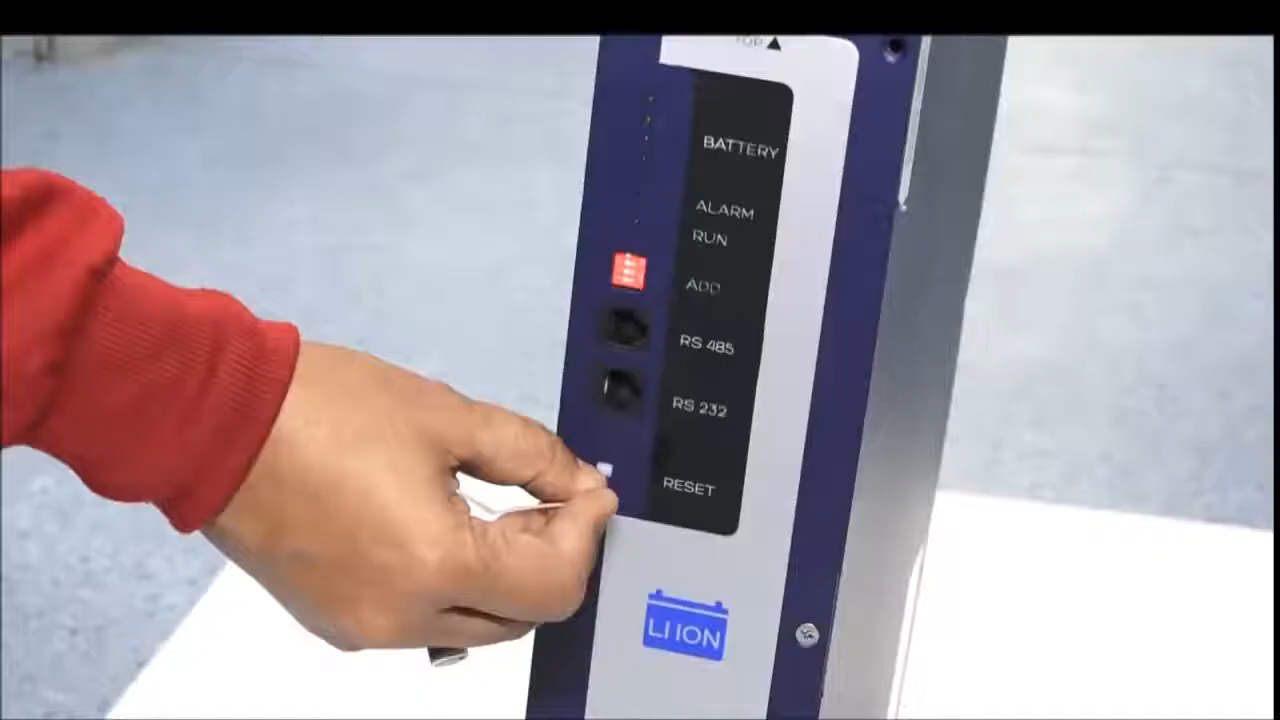 TOP ▲
BATTERY
ALARM
RUN
ADD
RS 485
RS 232
RESET
LI ION